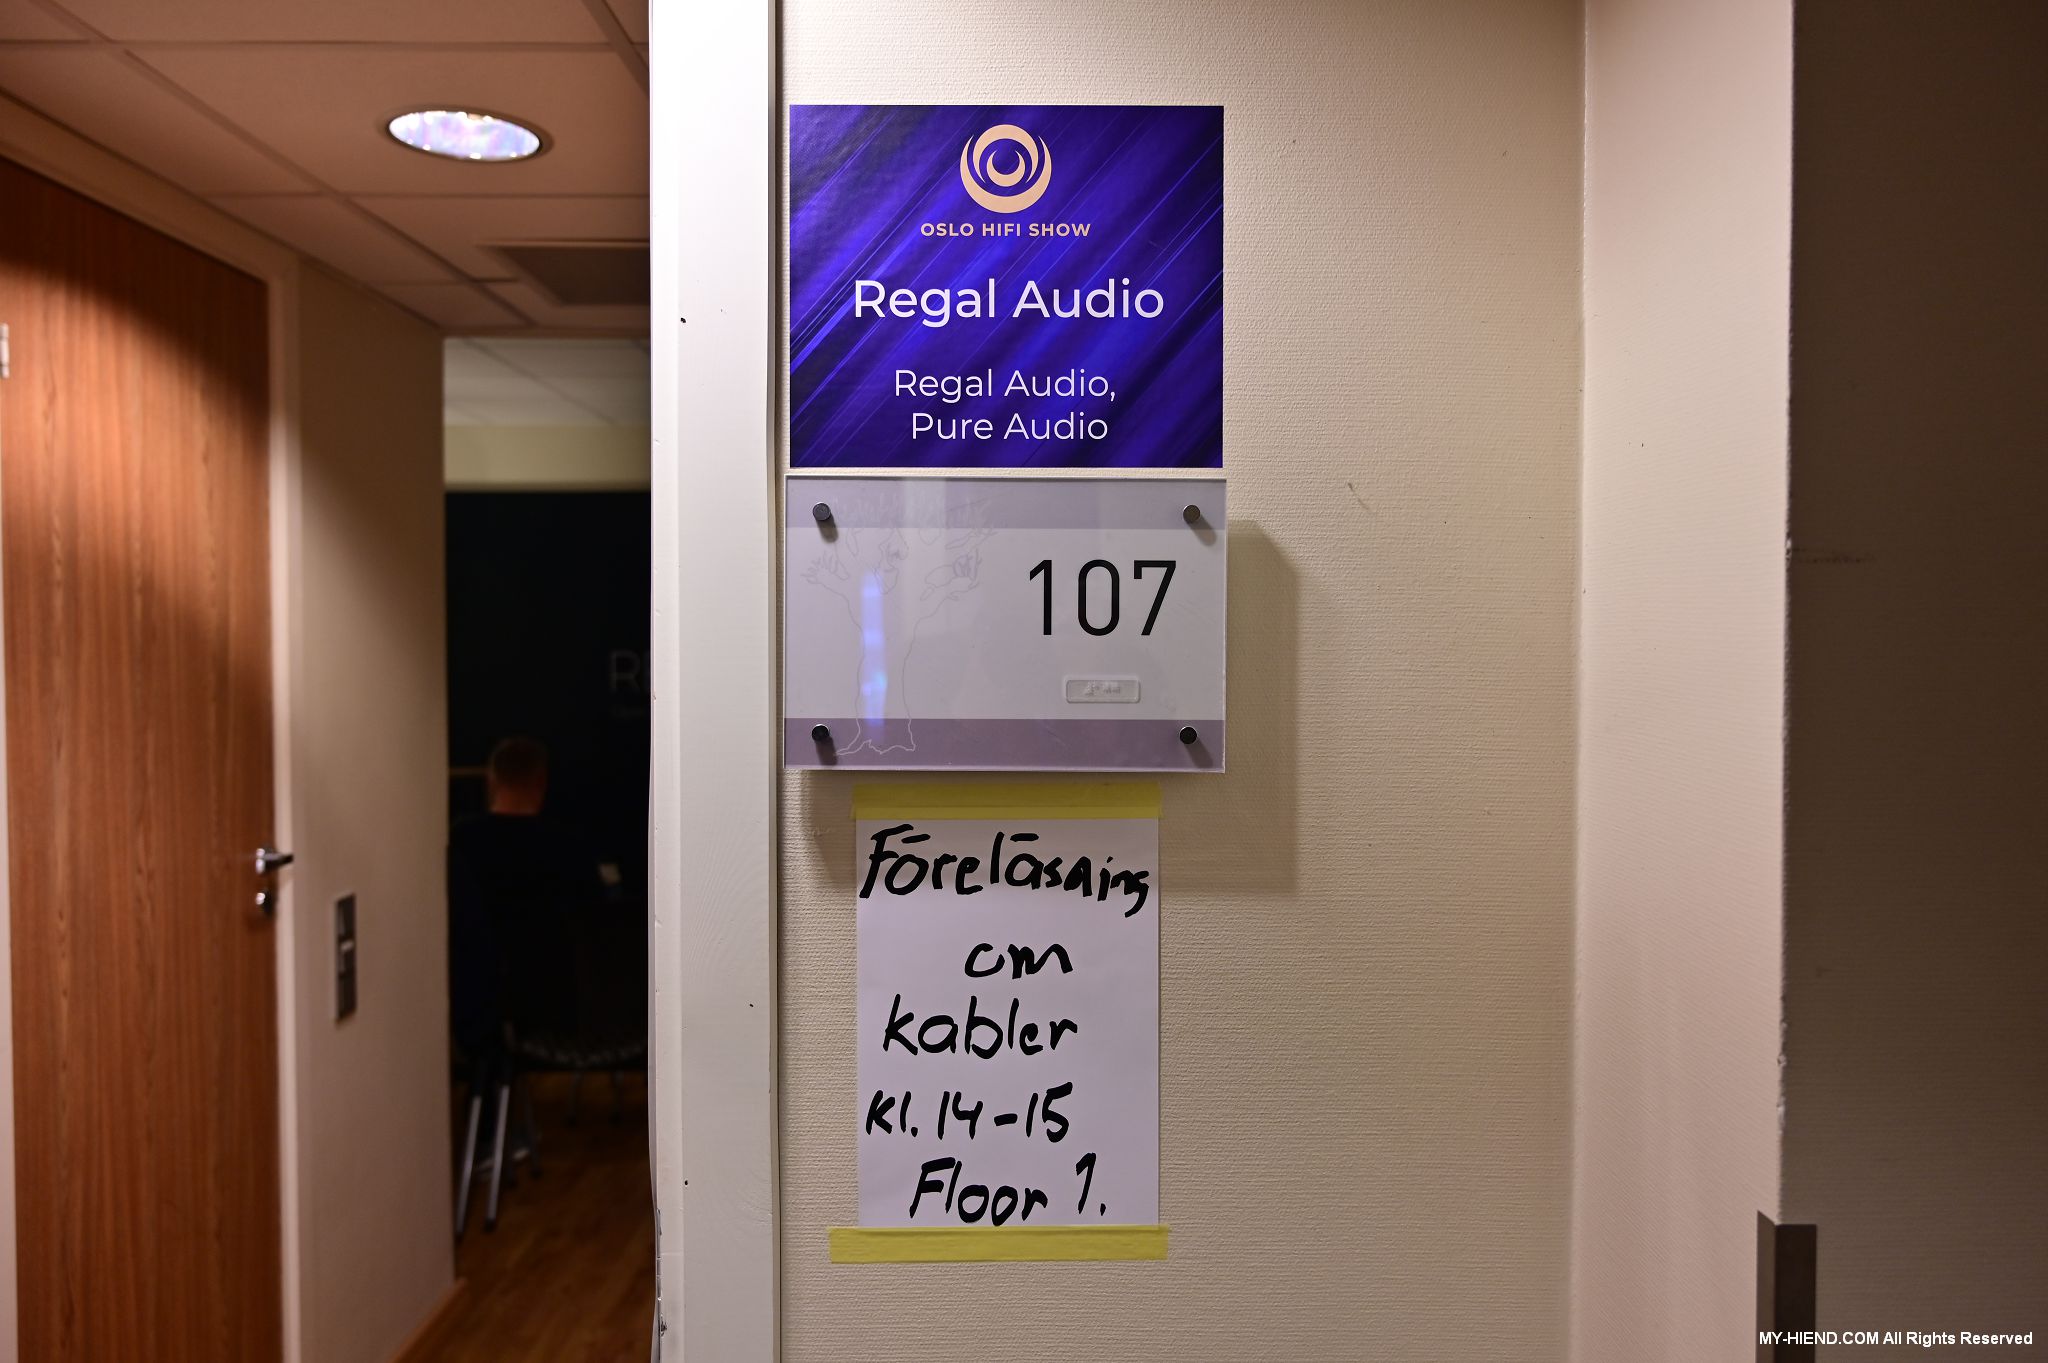 OSLO HIFI SHOW
Regal Audio
Regal Audio,
Pure Audio
107
Föreläsning
om
kabler
Kl. 14-15
Floor 1.
MY-HIEND.COM All Rights Reserved